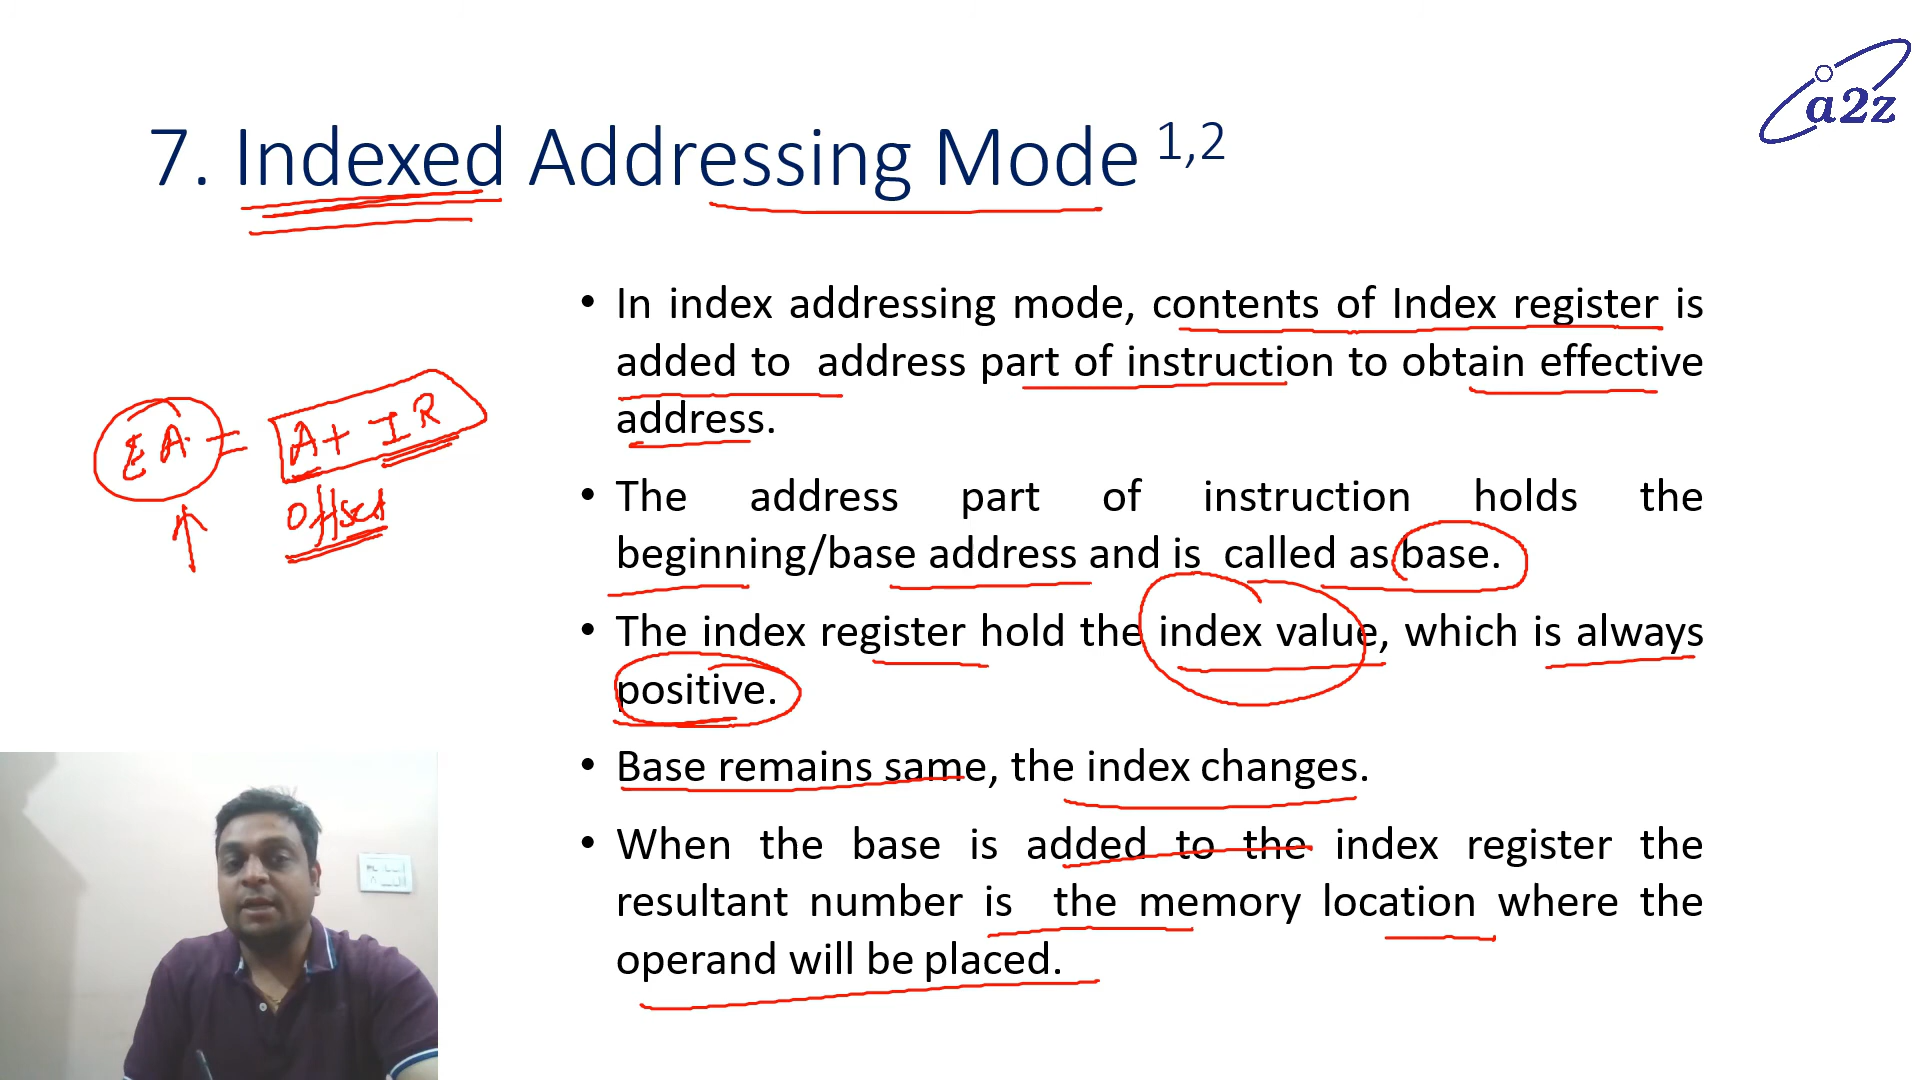 a2z
7. Indexed Addressing Mode 1,2
• In index addressing mode, contents of Index register is
added to address part of instruction to obtain effective
address.
EA = A+ IR
offset
• The address part of instruction holds the
beginning/base address and is called as base.
• The index register hold the index value, which is always
positive.
• Base remains same, the index changes.
• When the base is added to the index register the
resultant number is the memory location where the
operand will be placed.